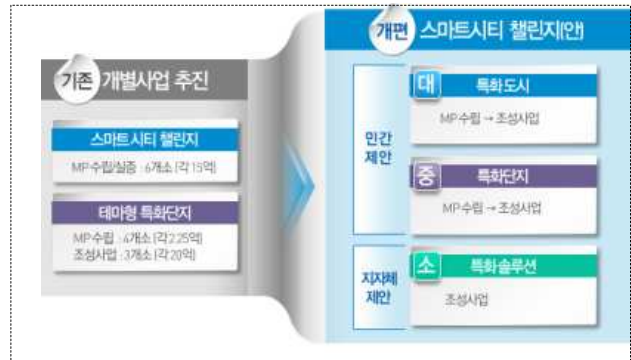 기존 개별사업 추진
스마트시티 챌린지
MP수립/실증 : 6개소 (각 15억)
테마형 특화단지
MP수립 : 4개소 (각 2.25억)
조성사업 : 3개소 (각 20억)
개편 스마트시티 챌린지(안)
민간
제안
대 특화도시
MP수립 → 조성사업
중 특화단지
MP수립 → 조성사업
지자체
제안
소 특화솔루션
조성사업